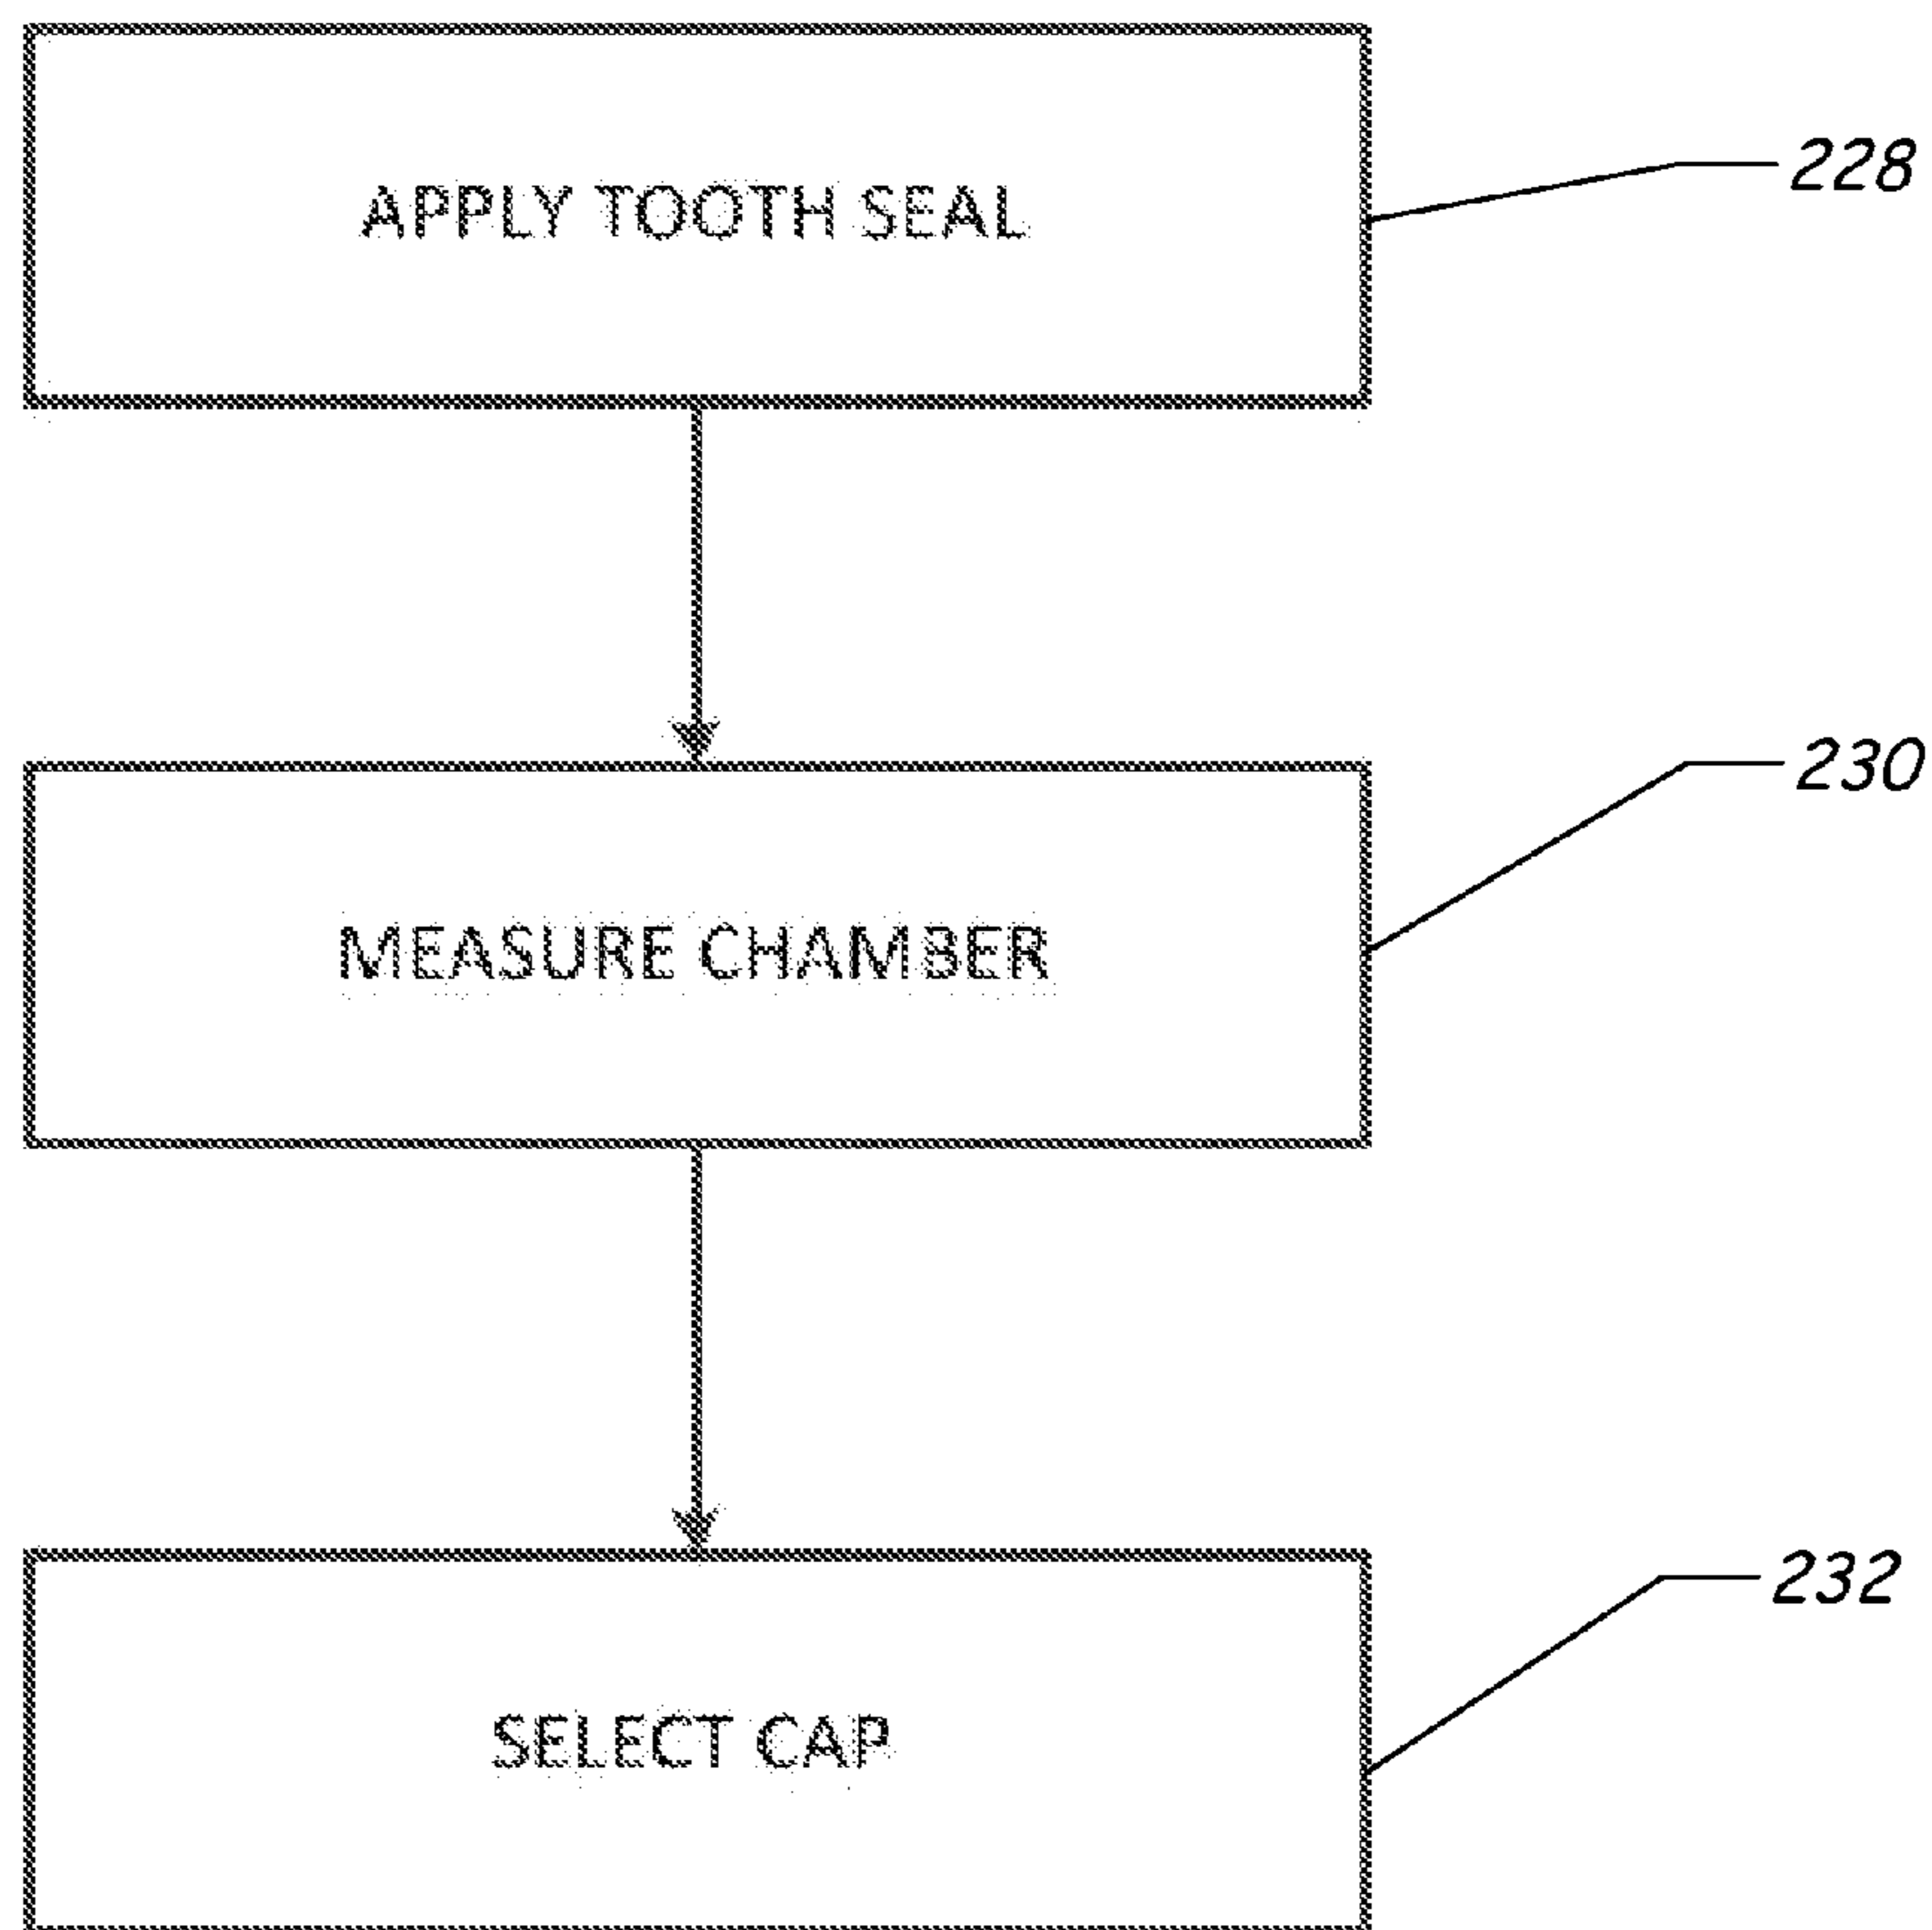 APPLY TOOTH SEAL
228
MEASURE CHAMBER
230
SELECT CAP
232